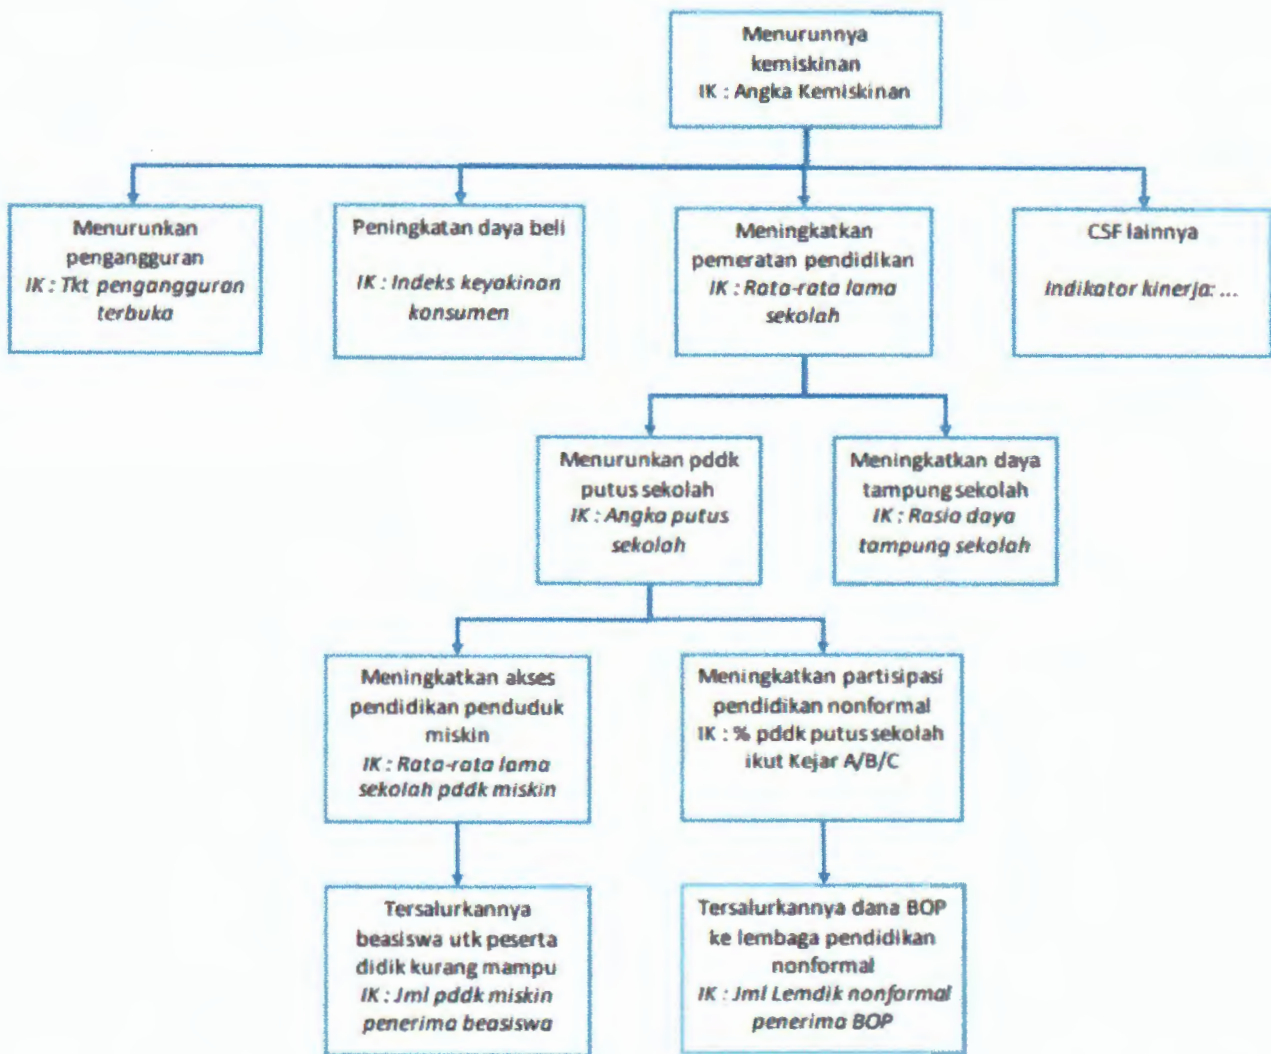 Menurunnya
kemiskinan
IK : Angka Kemiskinan
Menurunkan
pengangguran
IK : Tkt pengangguran
terbuka
Peningkatan daya beli
IK : Indeks keyakinan
konsumen
Meningkatkan
pemeratan pendidikan
IK : Rata-rata lama
sekolah
CSF lainnya
Indikator kinerja: ...
Menurunkan pddk
putus sekolah
IK : Angka putus
sekolah
Meningkatkan daya
tampung sekolah
IK : Rasio daya
tampung sekolah
Meningkatkan akses
pendidikan penduduk
miskin
IK : Rata-rata lama
sekolah pddk miskin
Meningkatkan partisipasi
pendidikan nonformal
IK : % pddk putus sekolah
ikut Kejar A/B/C
Tersalurkannya
beasiswa utk peserta
didik kurang mampu
IK : Jml pddk miskin
penerima beasiswa
Tersalurkannya dana BOP
ke lembaga pendidikan
nonformal
IK : Jml Lemdik nonformal
penerima BOP